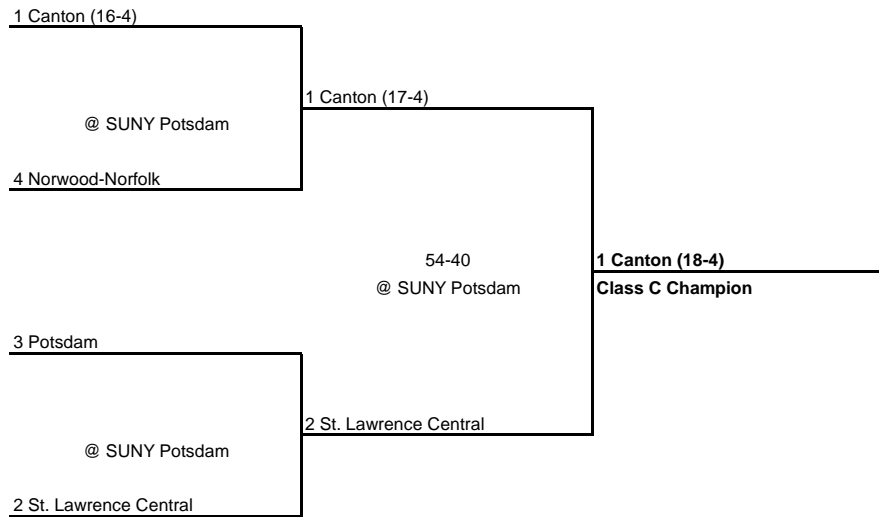 1 Canton (16-4)
1 Canton (17-4)
@ SUNY Potsdam
4 Norwood-Norfolk
54-40
1 Canton (18-4)
@ SUNY Potsdam
Class C Champion
3 Potsdam
2 St. Lawrence Central
@ SUNY Potsdam
2 St. Lawrence Central